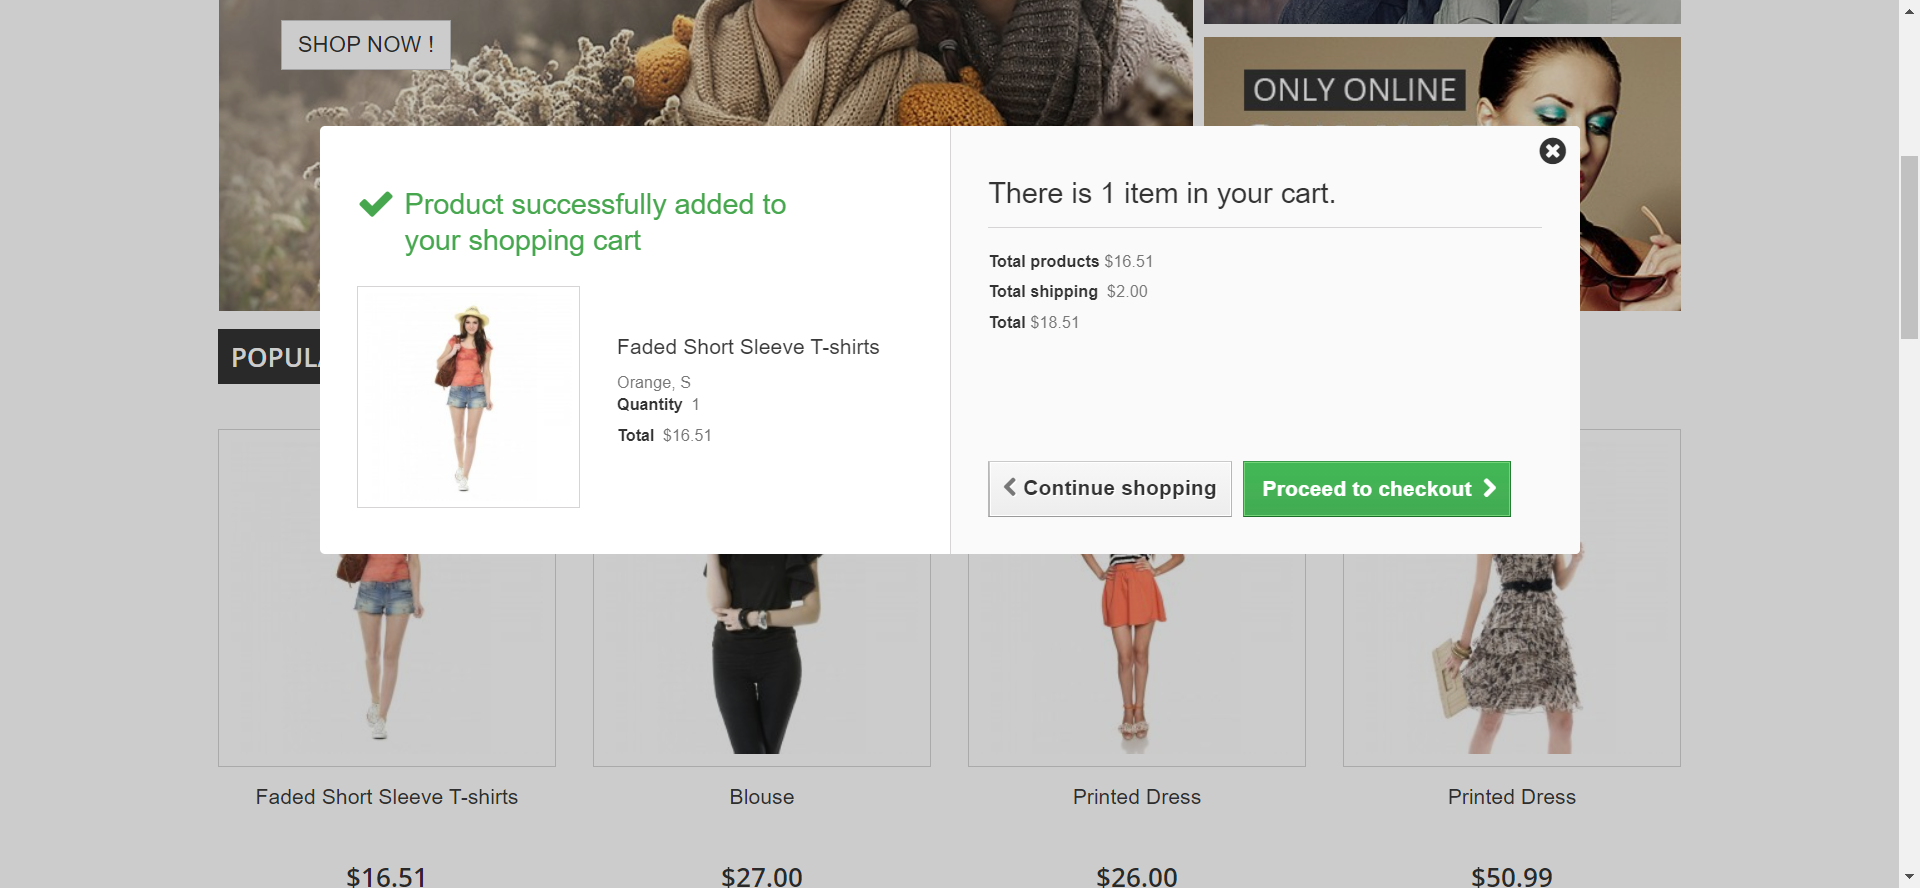 SHOP NOW !
ONLY ONLINE
Product successfully added to
your shopping cart
Faded Short Sleeve T-shirts
Orange, S
Quantity 1
Total $16.51
There is 1 item in your cart.
Total products $16.51
Total shipping $2.00
Total $18.51
Continue shopping
Proceed to checkout
Faded Short Sleeve T-shirts
Blouse
Printed Dress
Printed Dress
$16.51
$27.00
$26.00
$50.99